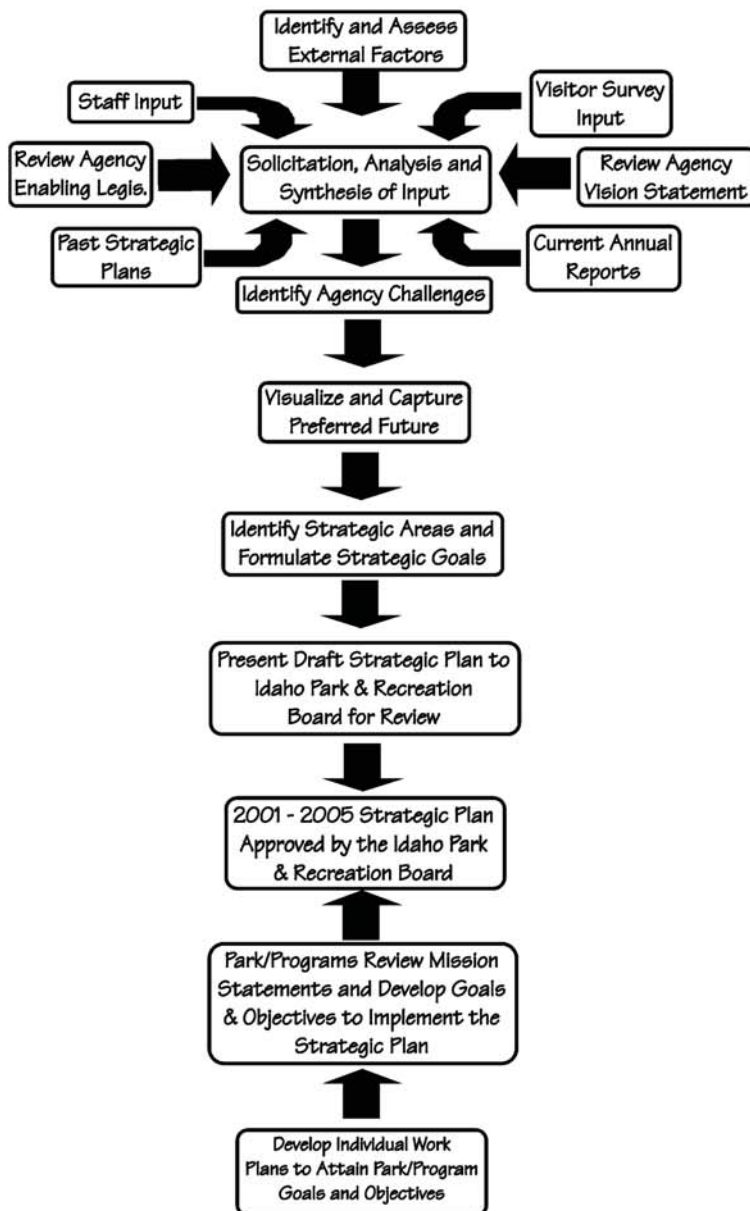 Identify and Assess
External Factors
Staff Input
Visitor Survey
Input
Review Agency
Enabling Legis.
Solicitation, Analysis and
Synthesis of Input
Review Agency
Vision Statement
Past Strategic
Plans
Current Annual
Reports
Identify Agency Challenges
Visualize and Capture
Preferred Future
Identify Strategic Areas and
Formulate Strategic Goals
Present Draft Strategic Plan to
Idaho Park & Recreation
Board for Review
2001 - 2005 Strategic Plan
Approved by the Idaho Park
& Recreation Board
Park/Programs Review Mission
Statements and Develop Goals
& Objectives to Implement the
Strategic Plan
Develop Individual Work
Plans to Attain Park/Program
Goals and Objectives